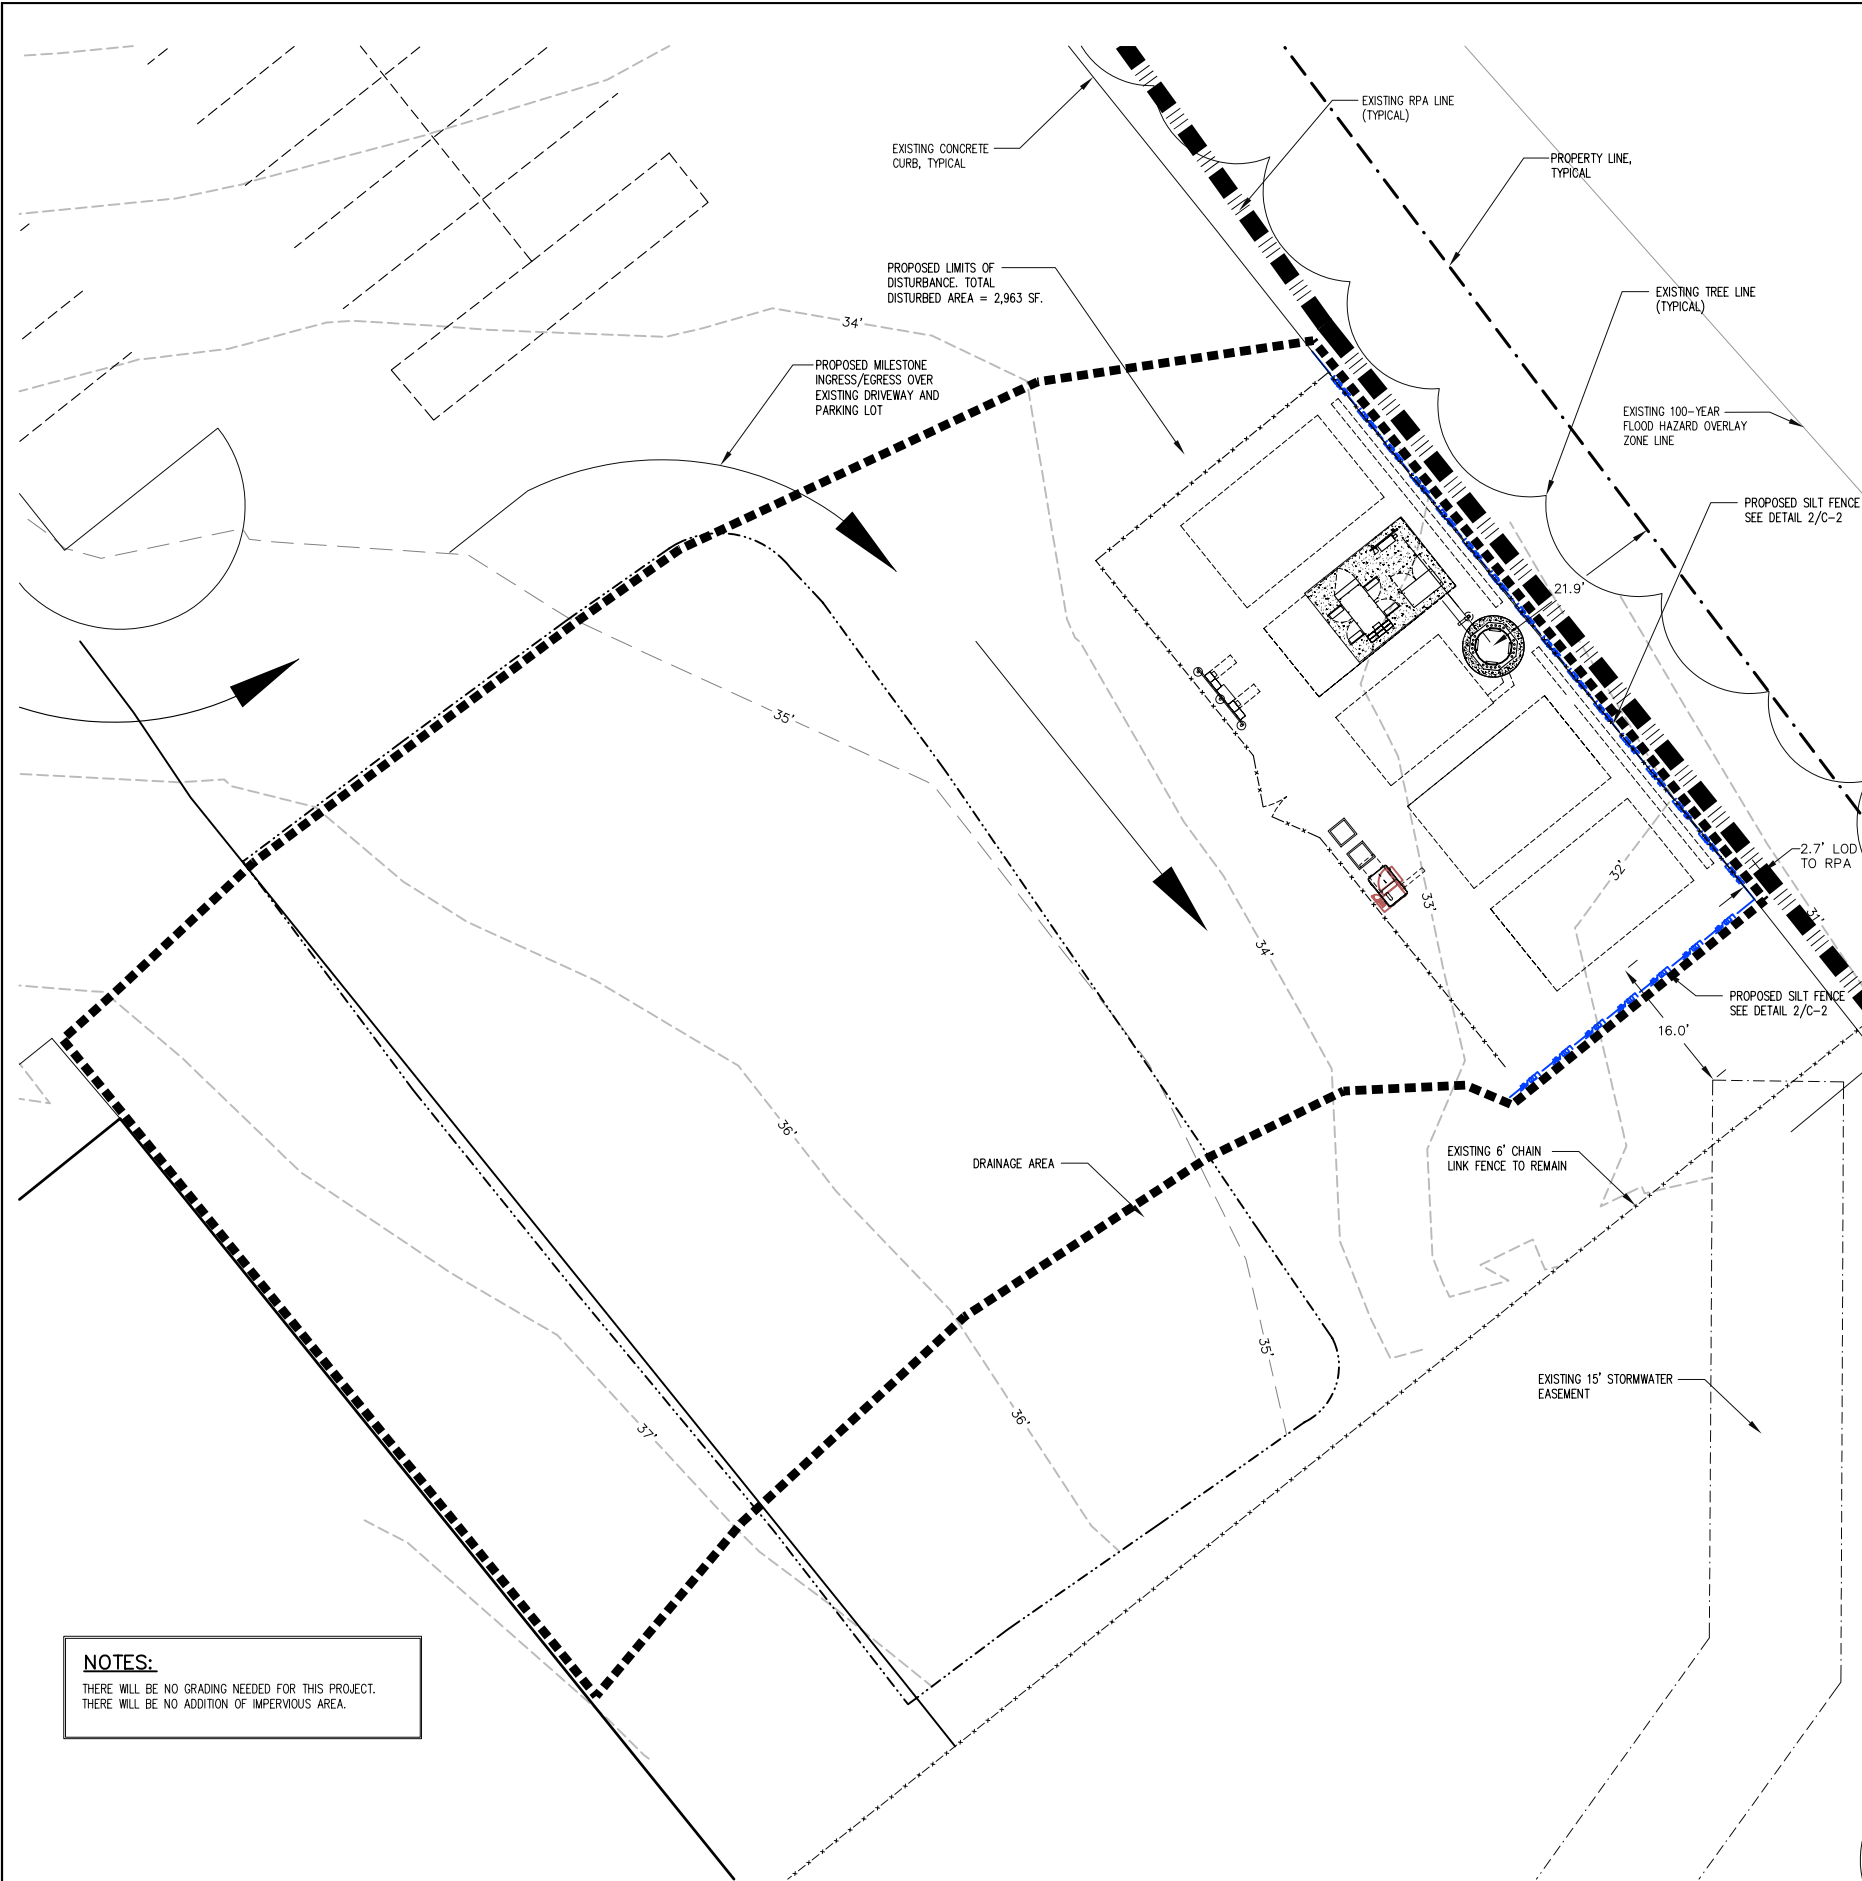 EXISTING RPA LINE
(TYPICAL)
EXISTING CONCRETE
CURB, TYPICAL
PROPERTY LINE,
TYPICAL
PROPOSED LIMITS OF
DISTURBANCE. TOTAL
DISTURBED AREA = 2,963 SF.
EXISTING TREE LINE
(TYPICAL)
34'
PROPOSED MILESTONE
INGRESS/EGRESS OVER
EXISTING DRIVEWAY AND
PARKING LOT
EXISTING 100-YEAR
FLOOD HAZARD OVERLAY
ZONE LINE
PROPOSED SILT FENCE
SEE DETAIL 2/C-2
21.9'
35'
2.7' LOD
TO RPA
32'
33'
31'
34'
PROPOSED SILT FENCE
SEE DETAIL 2/C-2
16.0'
36'
DRAINAGE AREA
EXISTING 6' CHAIN
LINK FENCE TO REMAIN
35'
EXISTING 15' STORMWATER
EASEMENT
36'
37'
NOTES:
THERE WILL BE NO GRADING NEEDED FOR THIS PROJECT.
THERE WILL BE NO ADDITION OF IMPERVIOUS AREA.